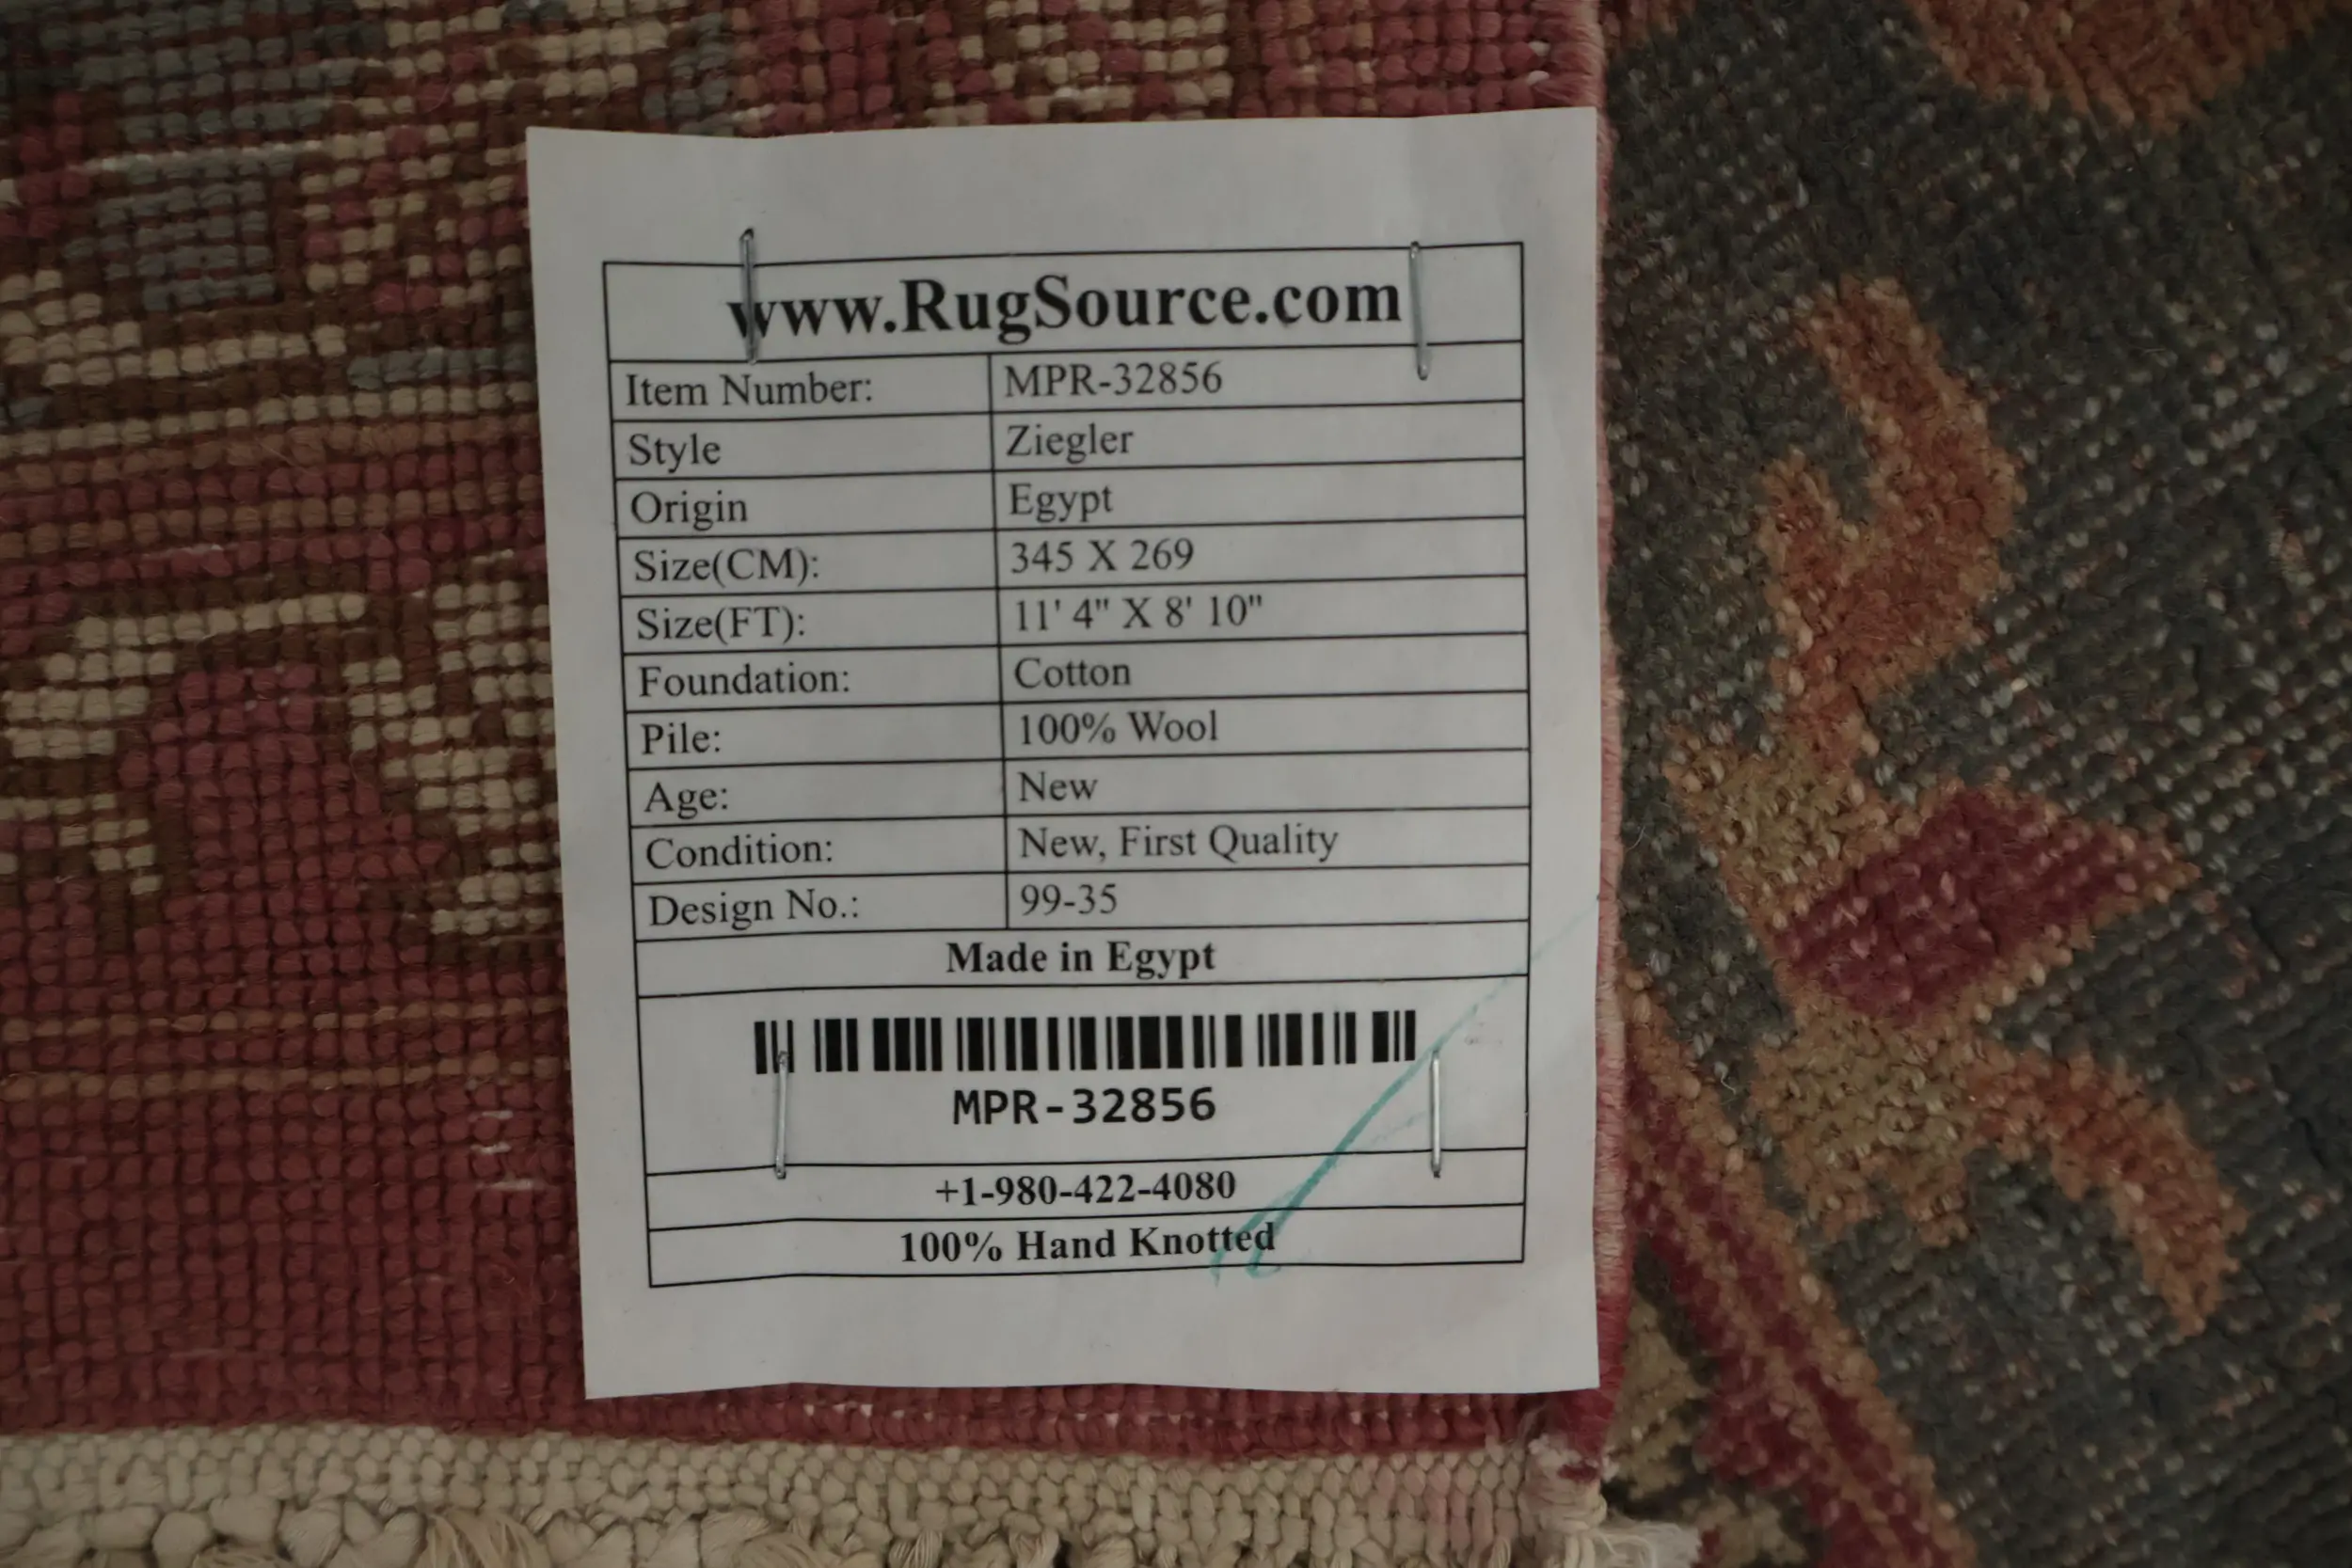 www.RugSource.com
Item Number: MPR-32856
Style Ziegler
Origin Egypt
Size(CM): 345 X 269
Size(FT): 11' 4" X 8' 10"
Foundation: Cotton
Pile: 100% Wool
Age: New
Condition: New, First Quality
Design No.: 99-35
Made in Egypt
MPR-32856
+1-980-422-4080
100% Hand Knotted